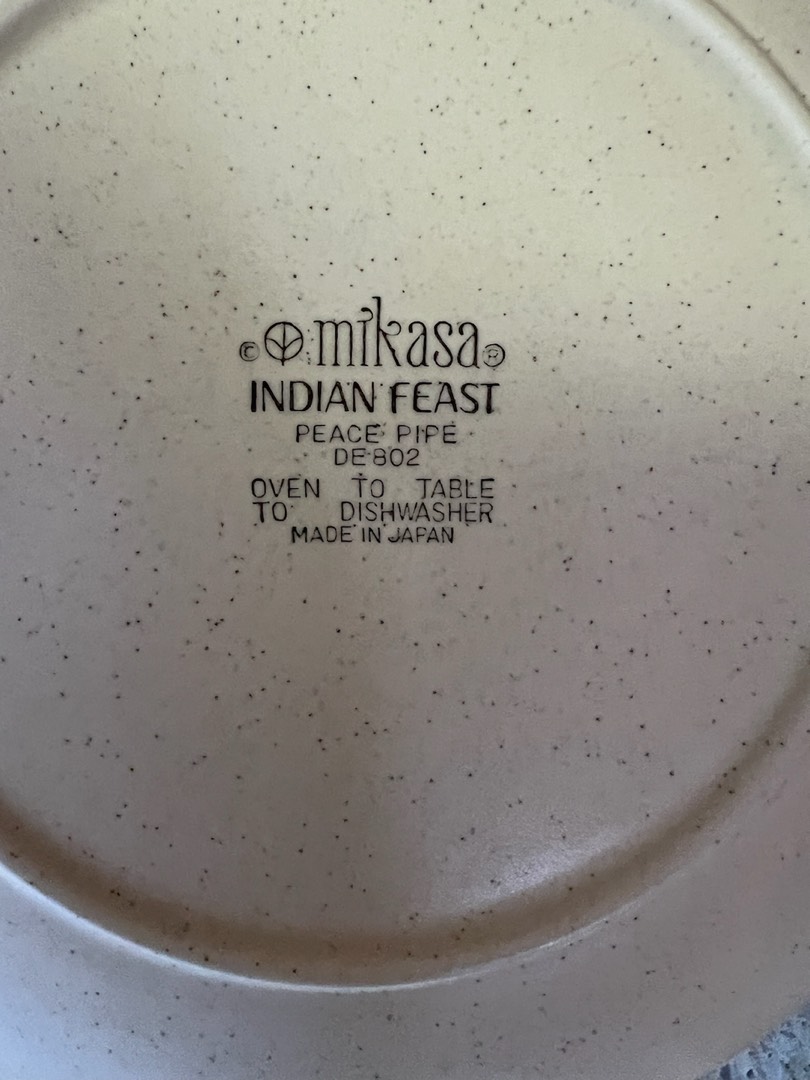 © mikasa ®
INDIAN FEAST
PEACE PIPE
DE 802
OVEN TO TABLE
TO DISHWASHER
MADE IN JAPAN